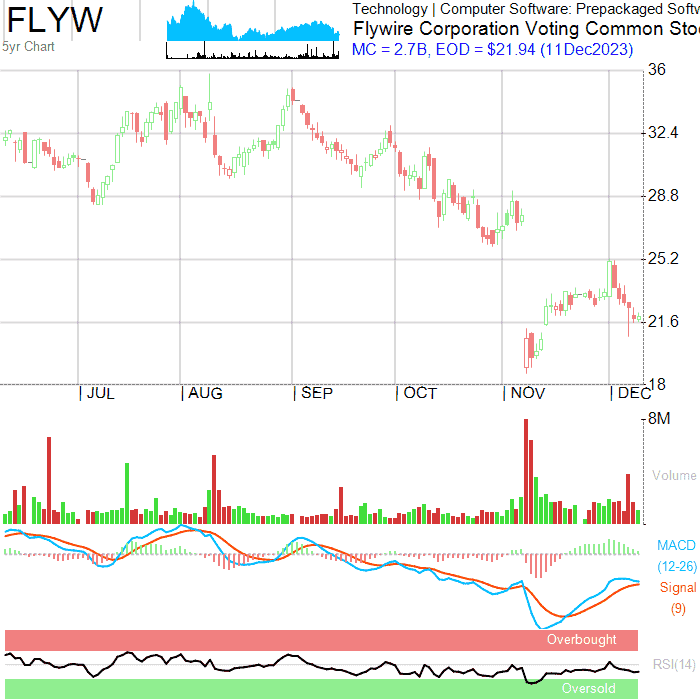 FLYW
5yr Chart
Technology | Computer Software: Prepackaged Softw
Flywire Corporation Voting Common Sto
MC = 2.7B, EOD = $21.94 (11Dec2023)
36
32.4
28.8
25.2
21.6
18
| JUL | AUG | SEP | OCT | NOV | DEC
8M
Volume
MACD
(12-26)
Signal
(9)
Overbought
RSI(14)
Oversold